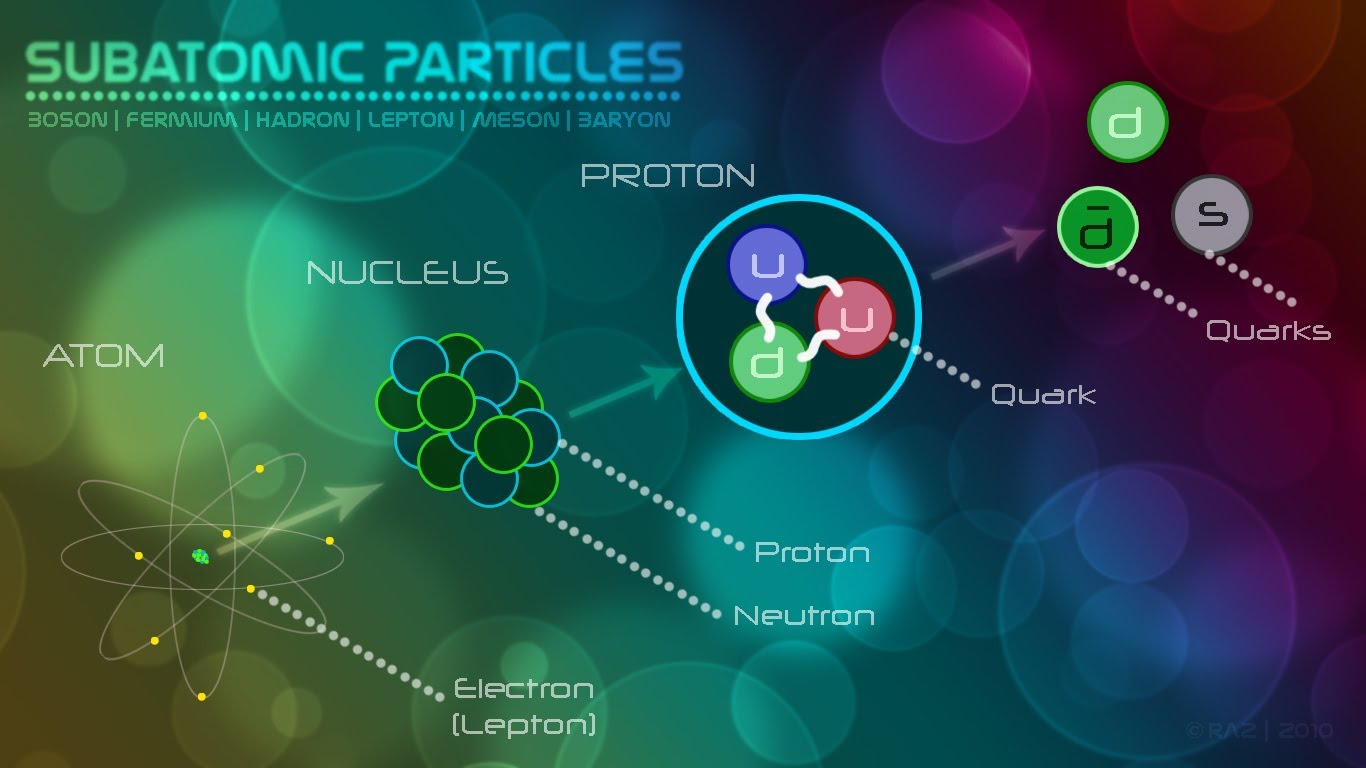 SUBATOMIC PARTICLES
BOSON | FERMIUM | HADRON | LEPTON | MESON | BARYON
PROTON
d
d̄
S
NUCLEUS
u
u
d
Quarks
ATOM
Quark
Proton
Neutron
Electron
(Lepton)
©RAZ | 2010